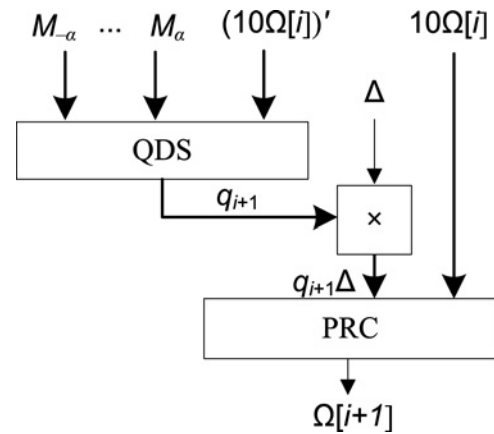 M₋α ... Mα (10Ω[i])′ 10Ω[i]
Δ
QDS
qᵢ₊₁
×
qᵢ₊₁Δ
PRC
Ω[i+1]